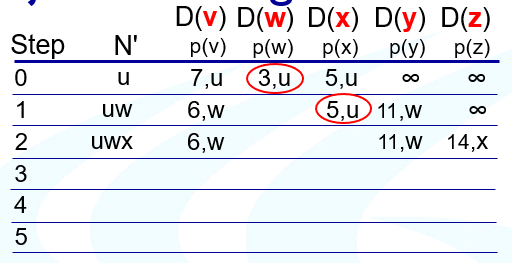 D(v) D(w) D(x) D(y) D(z)
Step N' p(v) p(w) p(x) p(y) p(z)
0 u 7,u 3,u 5,u ∞ ∞
1 uw 6,w 5,u 11,w ∞
2 uwx 6,w 11,w 14,x
3
4
5